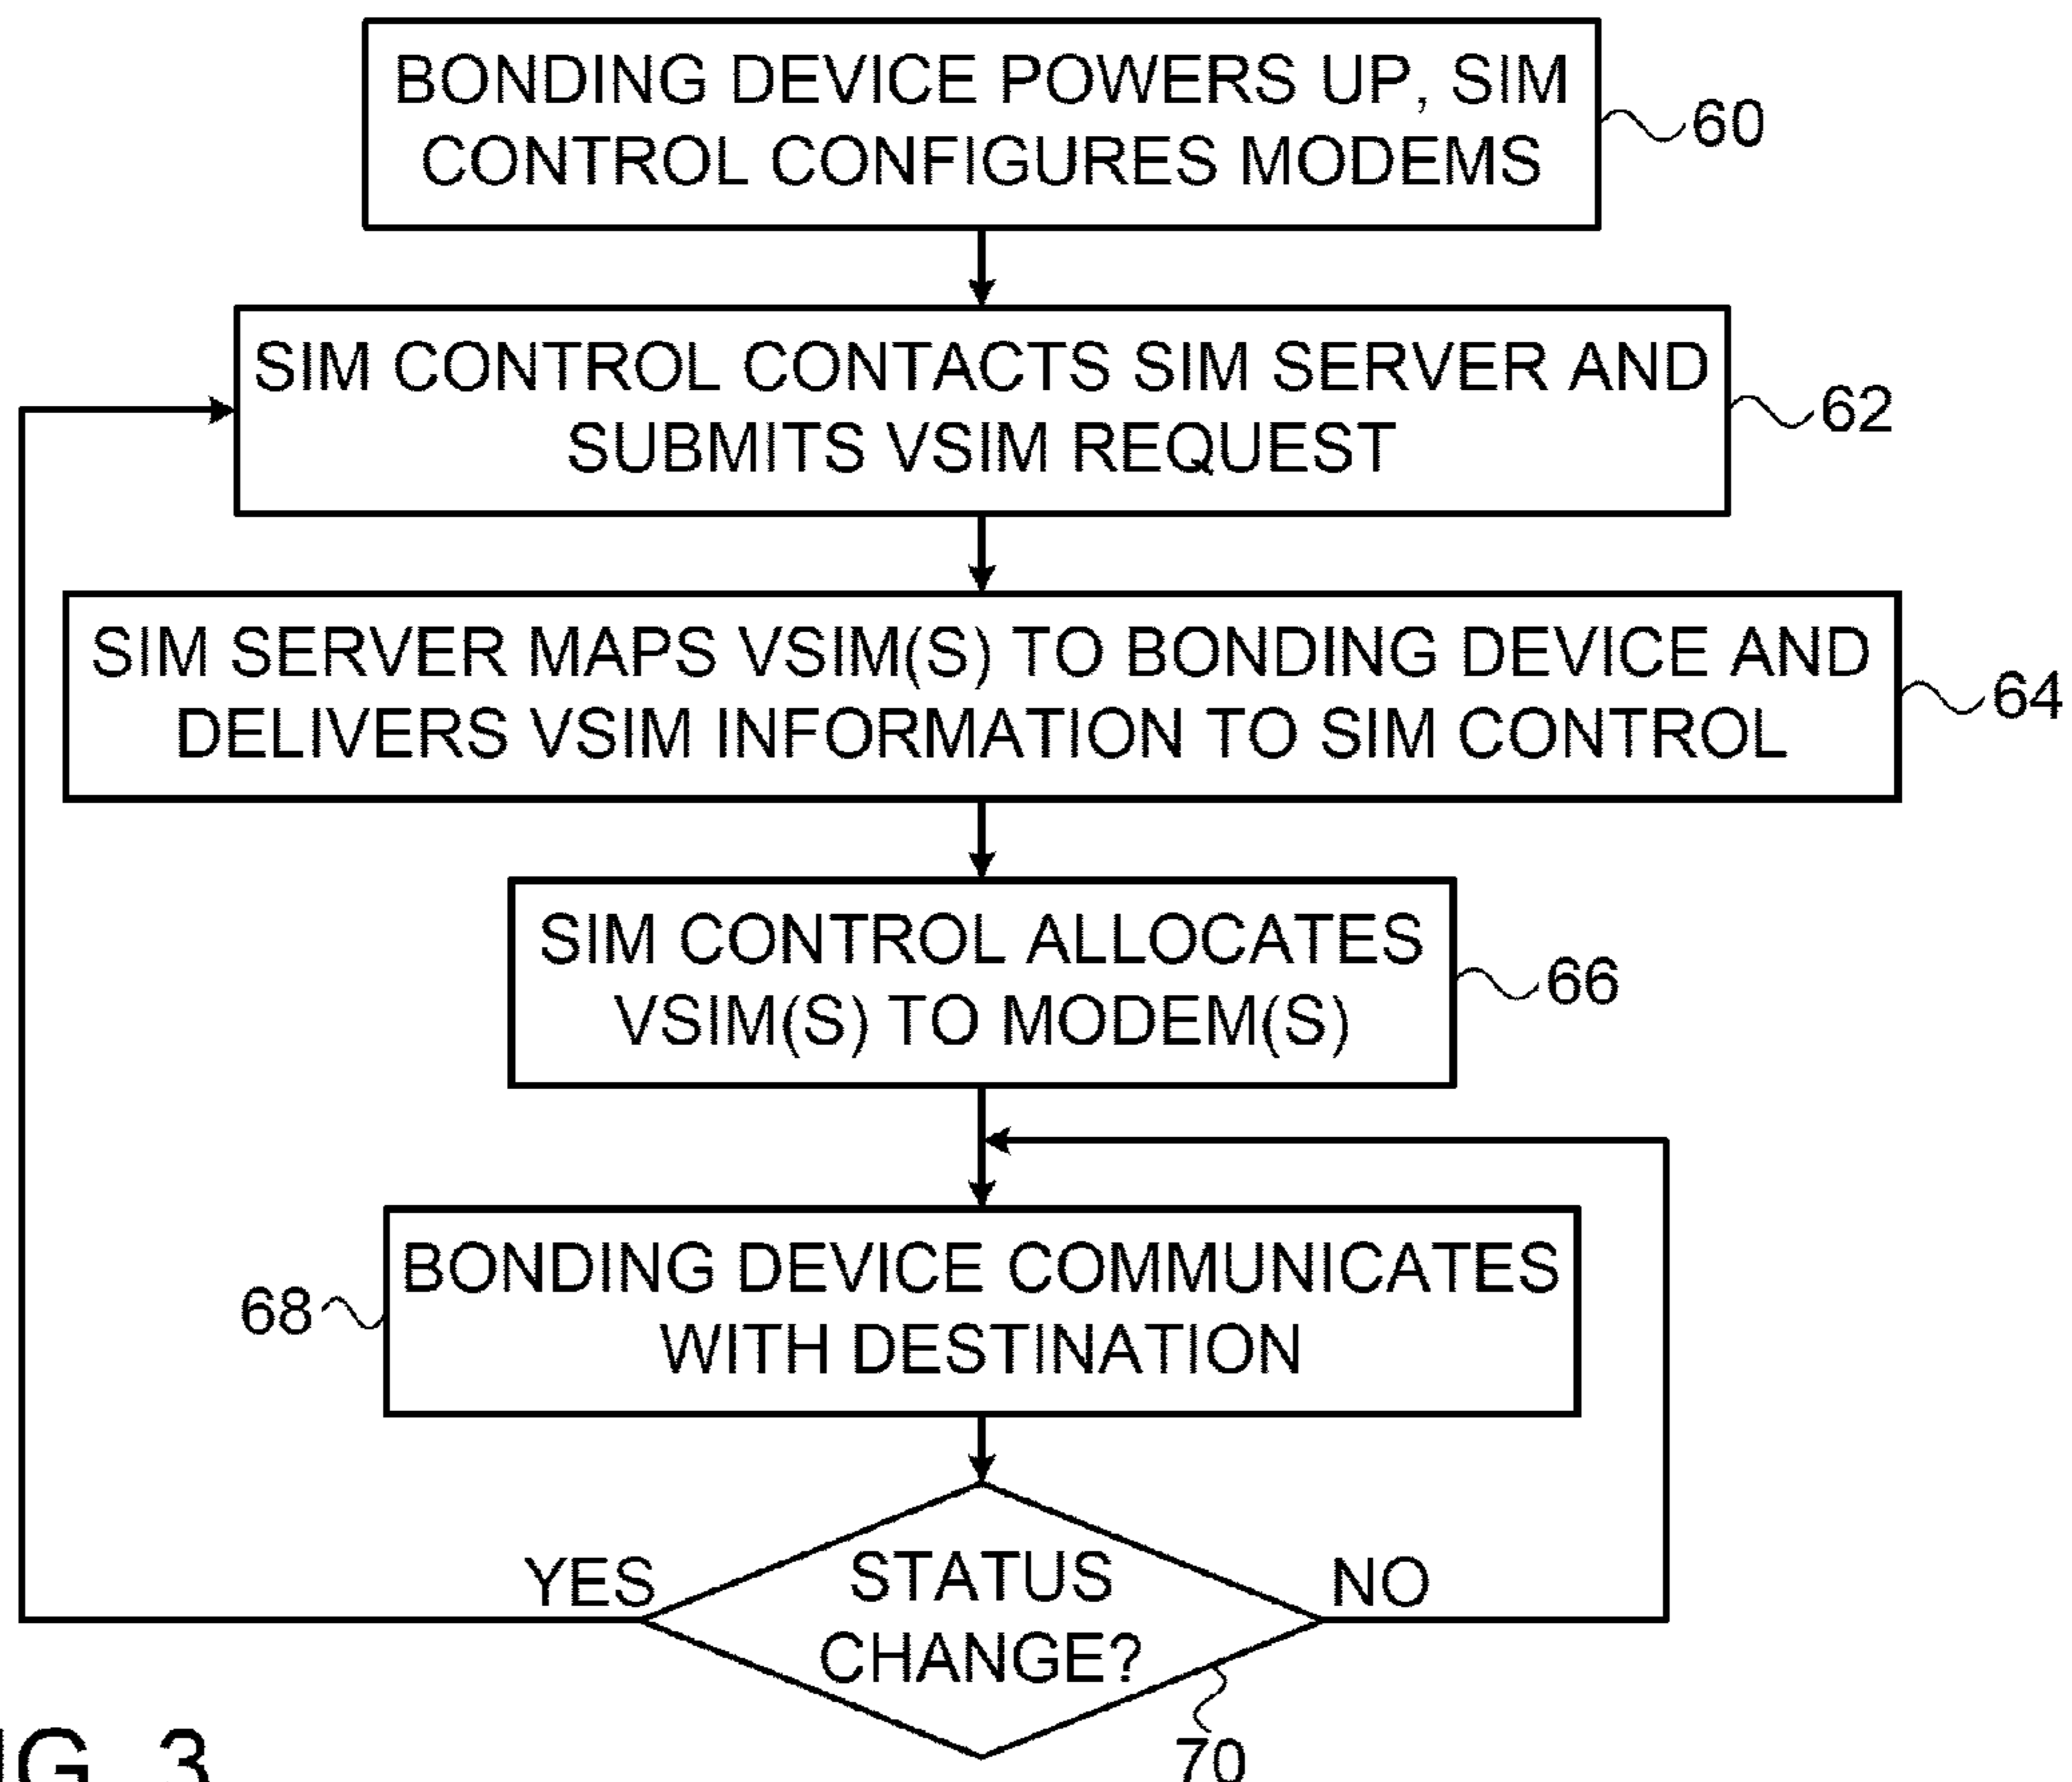 BONDING DEVICE POWERS UP, SIM
CONTROL CONFIGURES MODEMS
60
SIM CONTROL CONTACTS SIM SERVER AND
SUBMITS VSIM REQUEST
62
SIM SERVER MAPS VSIM(S) TO BONDING DEVICE AND
DELIVERS VSIM INFORMATION TO SIM CONTROL
64
SIM CONTROL ALLOCATES
VSIM(S) TO MODEM(S)
66
BONDING DEVICE COMMUNICATES
WITH DESTINATION
68
YES
STATUS
CHANGE?
NO
70
IG. 3